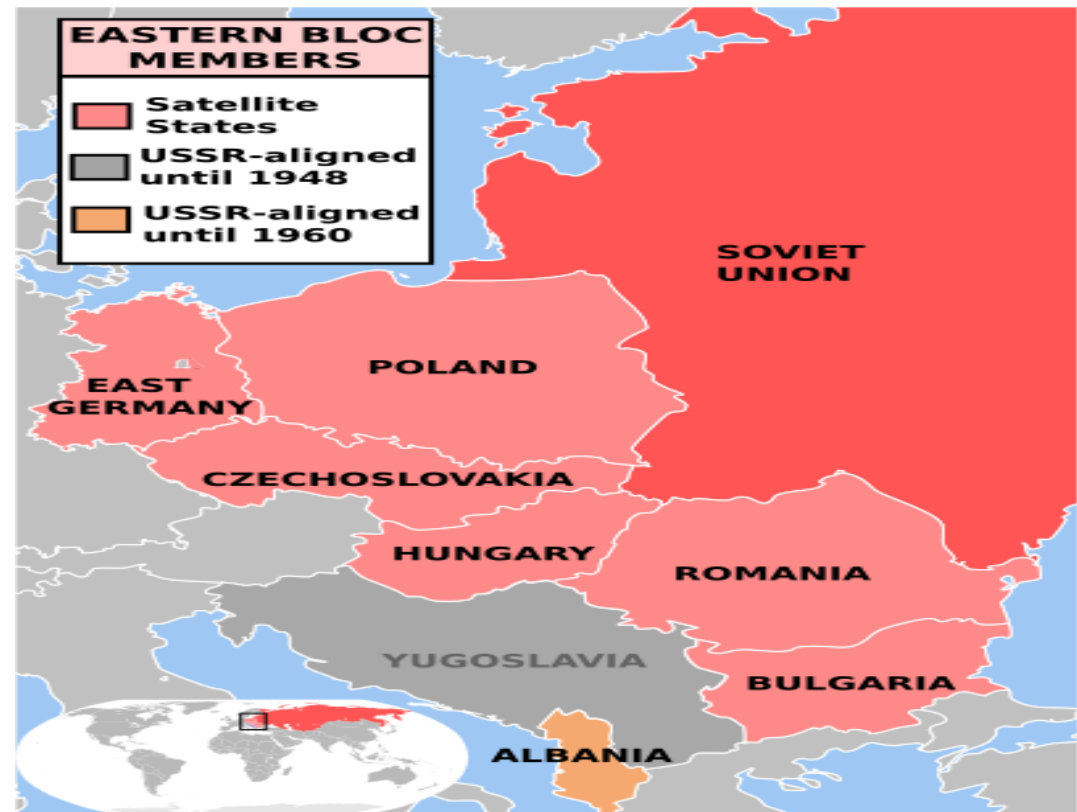 EASTERN BLOC
MEMBERS
Satellite
States
USSR-aligned
until 1948
USSR-aligned
until 1960
SOVIET
UNION
POLAND
EAST
GERMANY
CZECHOSLOVAKIA
HUNGARY
ROMANIA
YUGOSLAVIA
BULGARIA
ALBANIA